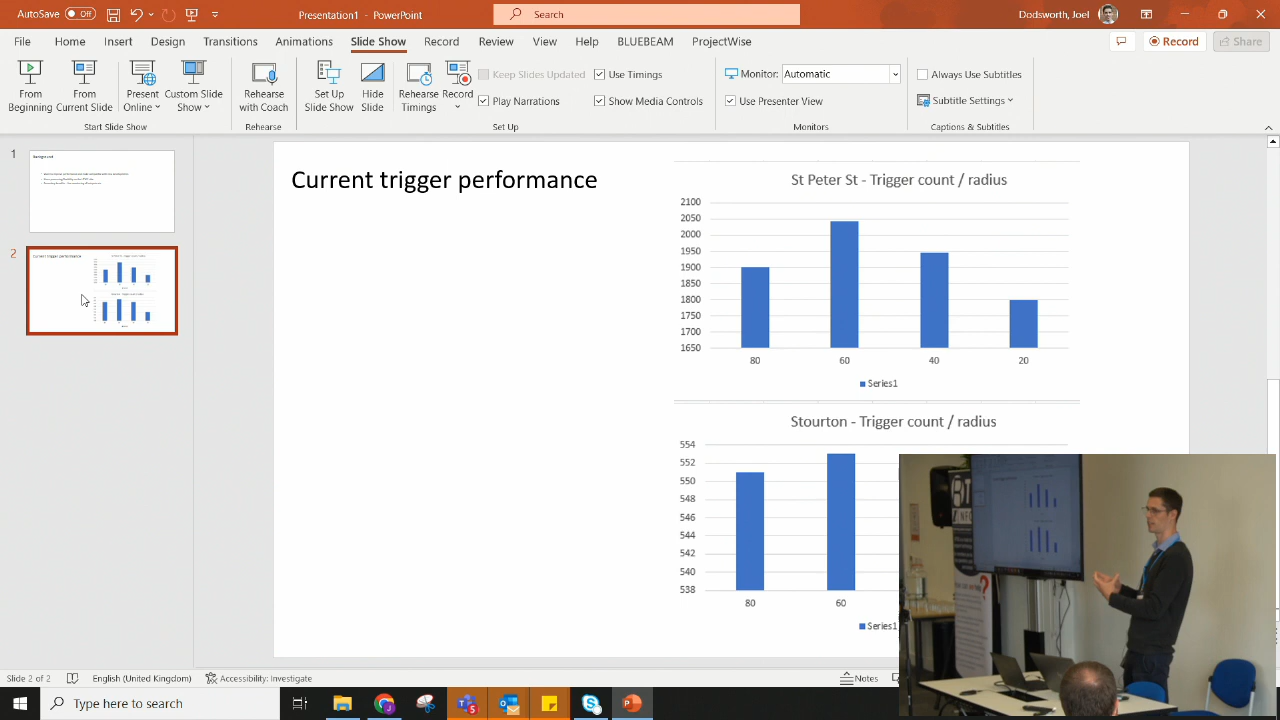 AutoSave Off
Presentation1 - PowerPoint
Search
Dodsworth, Joel
File Home Insert Design Transitions Animations Slide Show Record Review View Help BLUEBEAM ProjectWise
Record Share
From Beginning
From Current Slide
Present Online
Custom Slide Show
Rehearse with Coach
Set Up Slide Show
Hide Slide
Rehearse Timings
Record
Keep Slides Updated
Play Narrations
Use Timings
Show Media Controls
Monitor: Automatic
Use Presenter View
Always Use Subtitles
Subtitle Settings
Start Slide Show Rehearse Set Up Monitors Captions & Subtitles
1
2
Current trigger performance
Current trigger performance
St Peter St - Trigger count / radius
2100
2050
2000
1950
1900
1850
1800
1750
1700
1650
80 60 40 20
Series1
Stourton - Trigger count / radius
554
552
550
548
546
544
542
540
538
80 60
Series1
Slide 2 of 2
English (United Kingdom)
Accessibility: Investigate
Notes
Type here to search